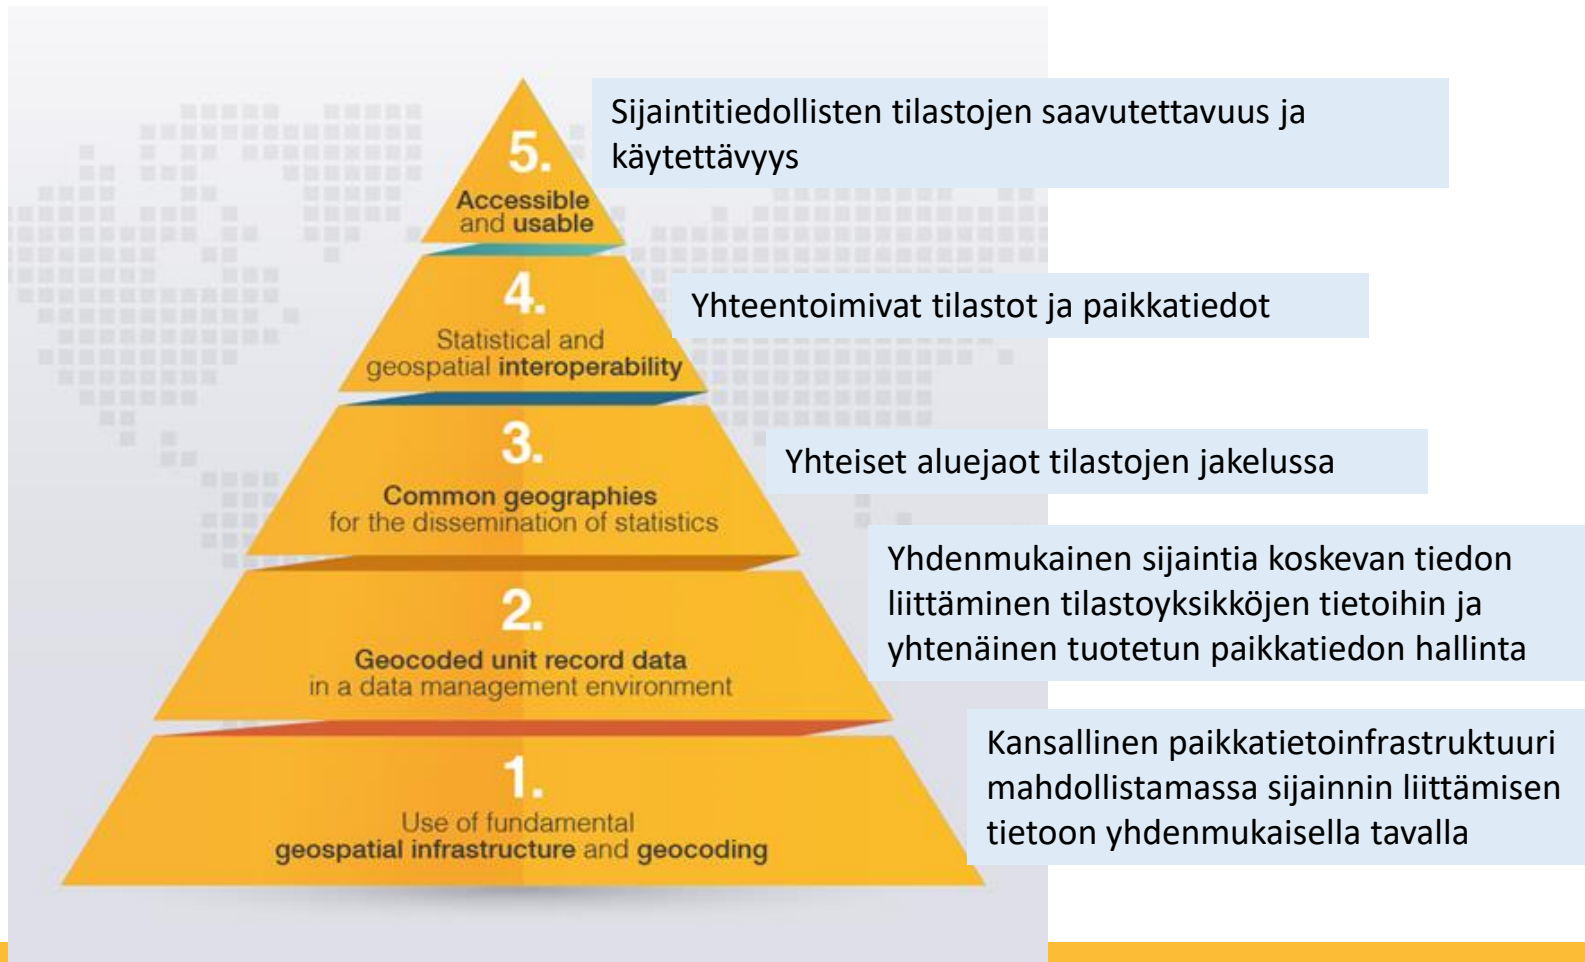 5.
Accessible
and usable
Sijaintitiedollisten tilastojen saavutettavuus ja
käytettävyys
4.
Statistical and
geospatial interoperability
Yhteentoimivat tilastot ja paikkatiedot
3.
Common geographies
for the dissemination of statistics
Yhteiset aluejaot tilastojen jakelussa
2.
Geocoded unit record data
in a data management environment
Yhdenmukainen sijaintia koskevan tiedon
liittäminen tilastoyksikköjen tietoihin ja
yhtenäinen tuotetun paikkatiedon hallinta
1.
Use of fundamental
geospatial infrastructure and geocoding
Kansallinen paikkatietoinfrastruktuuri
mahdollistamassa sijainnin liittämisen
tietoon yhdenmukaisella tavalla